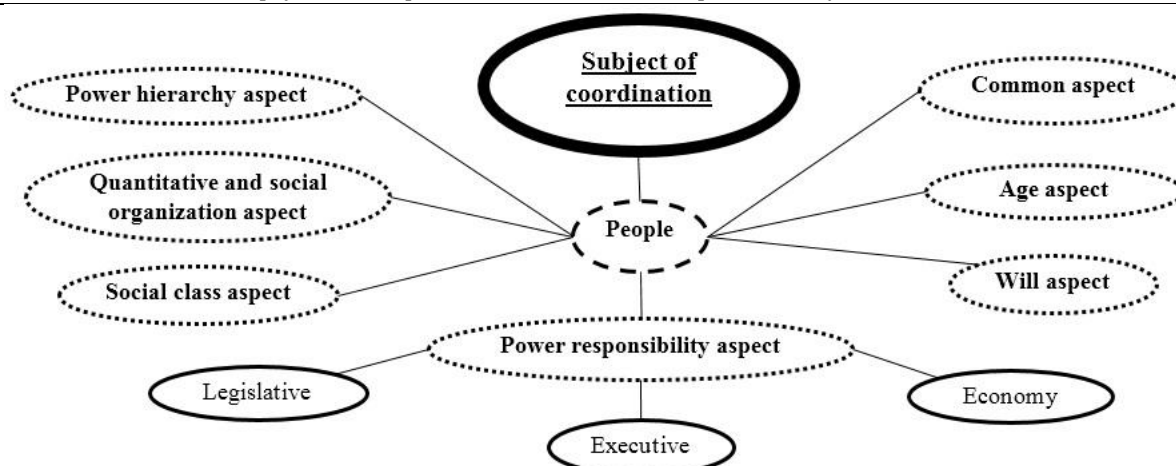 Subject of
coordination
Power hierarchy aspect
Common aspect
Quantitative and social
organization aspect
Age aspect
People
Social class aspect
Will aspect
Power responsibility aspect
Legislative
Economy
Executive